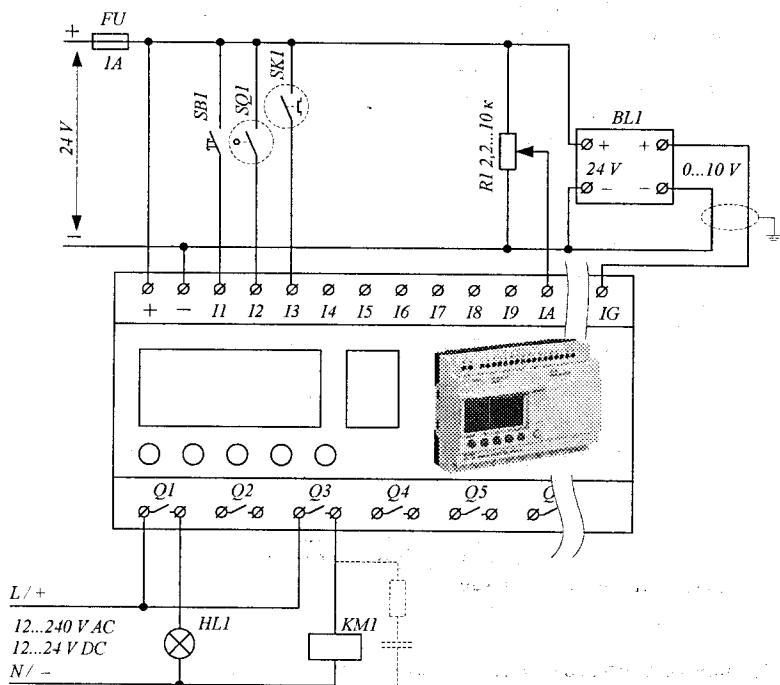 FU
+
1A
24 V
–
SB1
SQ1
SK1
R1 2,2...10 к
BL1
+ +
24 V
– –
0...10 V
+ – I1 I2 I3 I4 I5 I6 I7 I8 I9 IA IG
Q1 Q2 Q3 Q4 Q5 Q
L / +
12...240 V AC
12...24 V DC
N / –
HL1
KM1